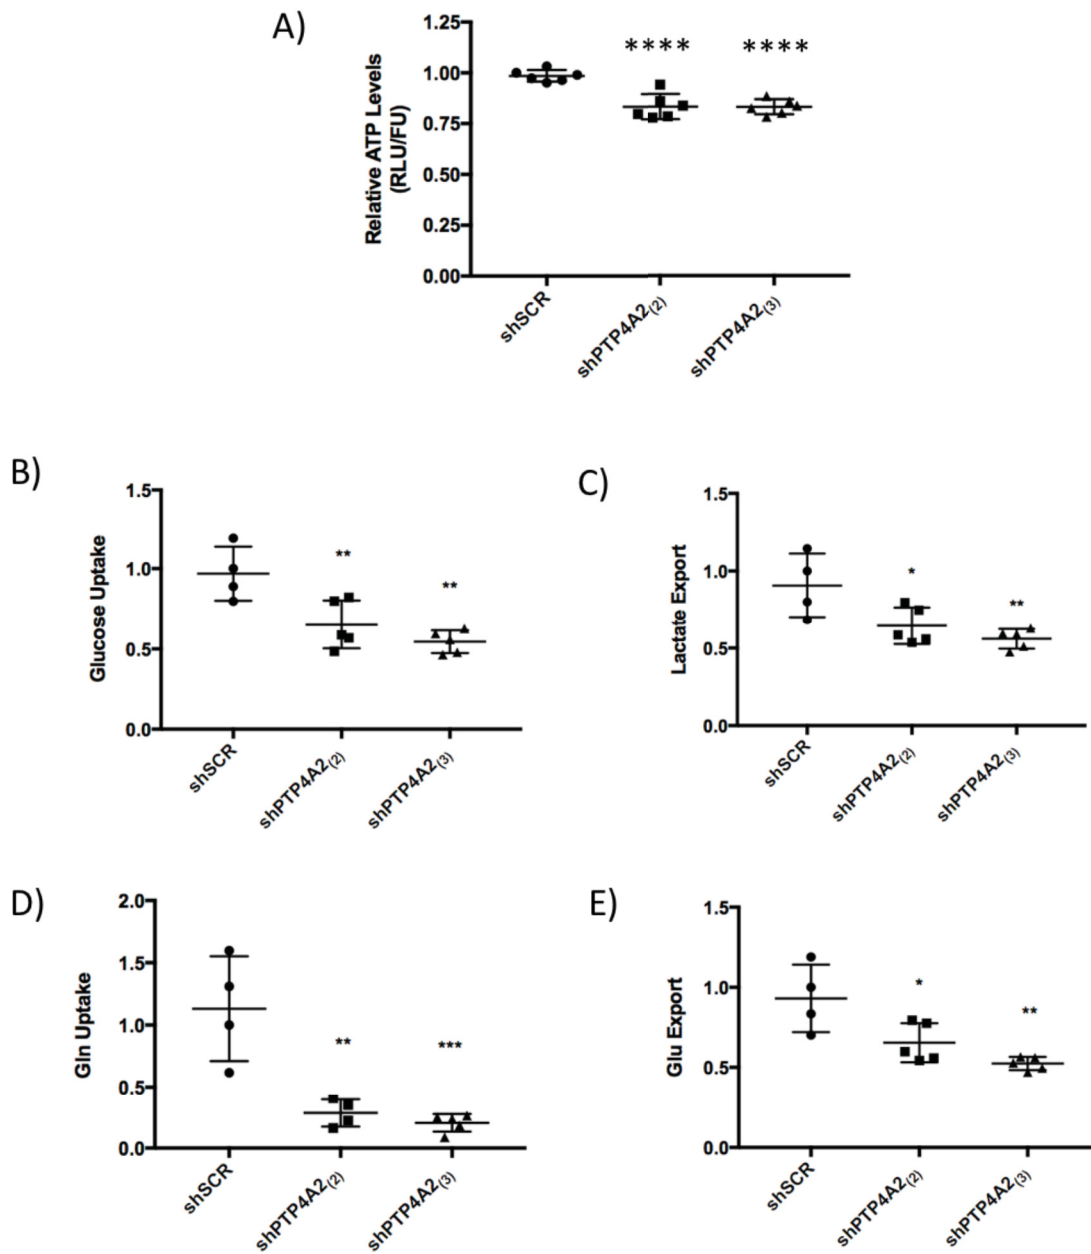 A)
Relative ATP Levels
(RLU/FU)
1.25
1.00
0.75
0.50
0.25
0.00
****
****
shSCR
shPTP4A2(2)
shPTP4A2(3)
B)
Glucose Uptake
1.5
1.0
0.5
0.0
**
**
shSCR
shPTP4A2(2)
shPTP4A2(3)
C)
Lactate Export
1.5
1.0
0.5
0.0
*
**
shSCR
shPTP4A2(2)
shPTP4A2(3)
D)
Gln Uptake
2.0
1.5
1.0
0.5
0.0
**
***
shSCR
shPTP4A2(2)
shPTP4A2(3)
E)
Glu Export
1.5
1.0
0.5
0.0
*
**
shSCR
shPTP4A2(2)
shPTP4A2(3)